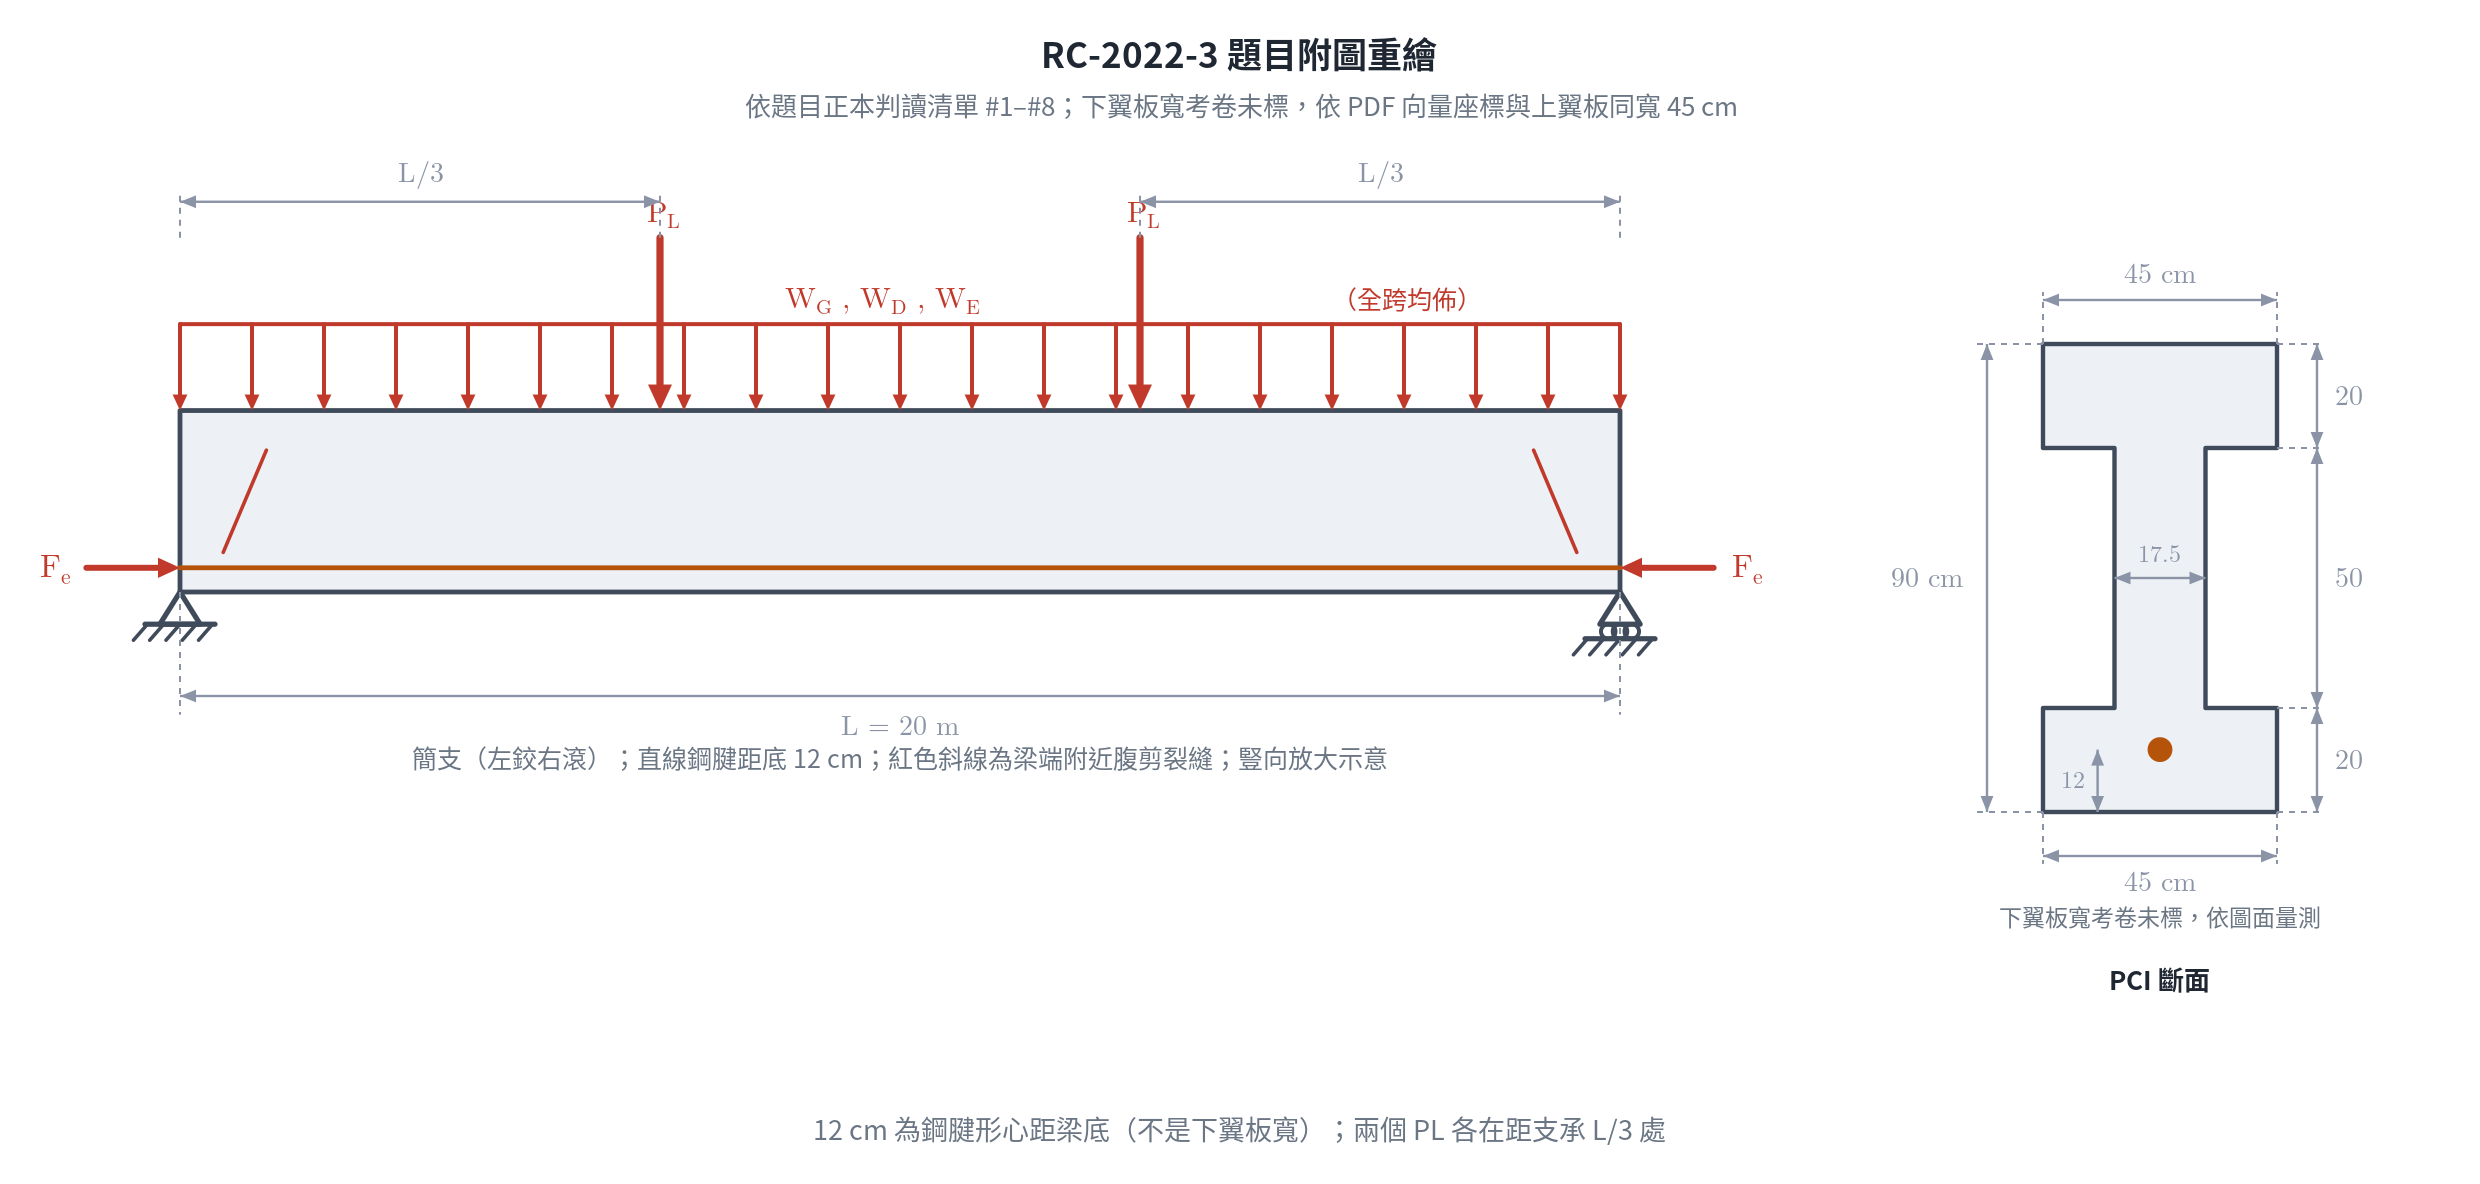 RC-2022-3 題目附圖重繪
依題目正本判讀清單 #1–#8；下翼板寬考卷未標，依 PDF 向量座標與上翼板同寬 45 cm
L/3
L/3
P_L
P_L
W_G , W_D , W_E
（全跨均佈）
F_e
F_e
L = 20 m
簡支（左鉸右滾）；直線鋼腱距底 12 cm；紅色斜線為梁端附近腹剪裂縫；豎向放大示意
45 cm
20
17.5
90 cm
50
12
20
45 cm
下翼板寬考卷未標，依圖面量測
PCI 斷面
12 cm 為鋼腱形心距梁底（不是下翼板寬）；兩個 PL 各在距支承 L/3 處